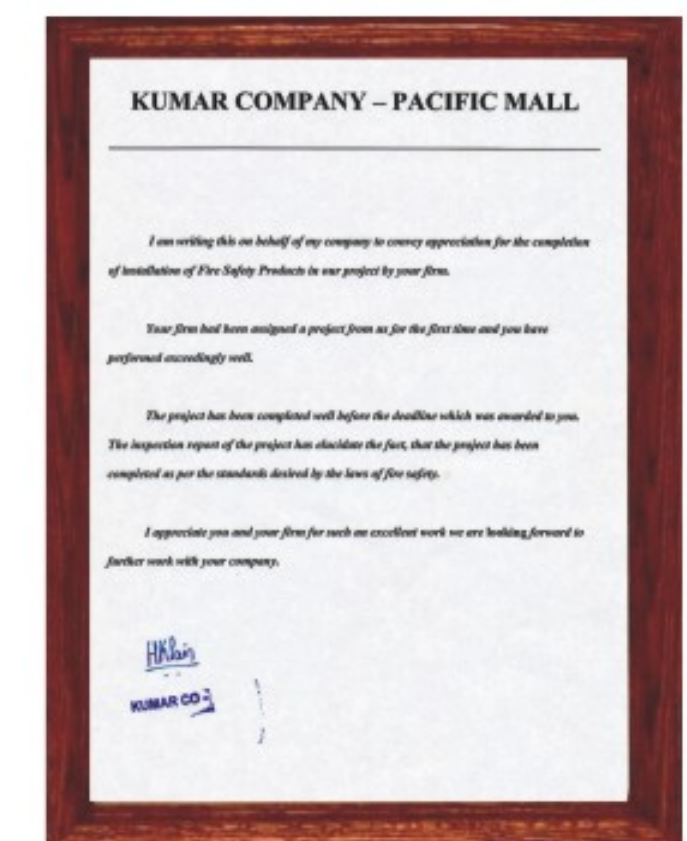 KUMAR COMPANY – PACIFIC MALL
I am writing this on behalf of my company to convey appreciation for the completion
of installation of Fire Safety Products in our project by your firm.
Your firm had been assigned a project from us for the first time and you have
performed exceedingly well.
The project has been completed well before the deadline which was awarded to you.
The inspection report of the project has elucidate the fact, that the project has been
completed as per the standards desired by the laws of fire safety.
I appreciate you and your firm for such an excellent work we are looking forward to
further work with your company.
KUMAR CO